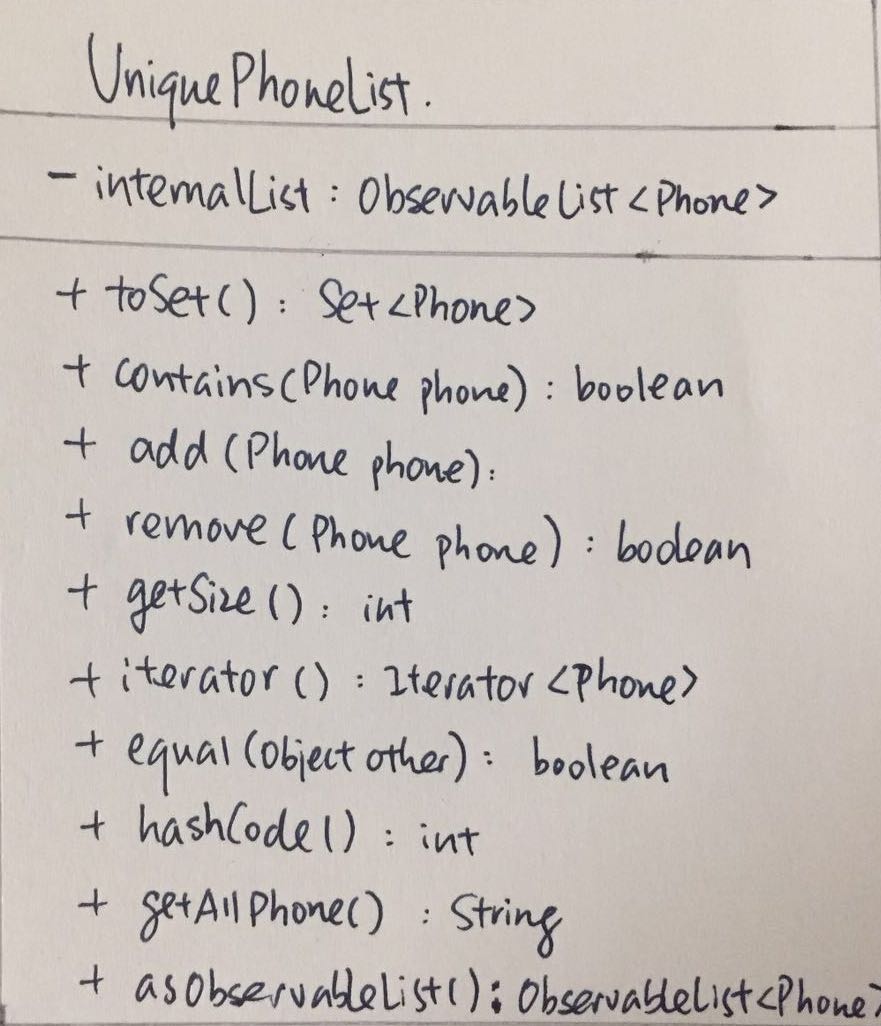 UniquePhoneList.
- internalList : ObservableList <Phone>
+ toSet() : Set <Phone>
+ contains(Phone phone) : boolean
+ add (Phone phone):
+ remove (Phone phone) : boolean
+ getSize () : int
+ iterator () : Iterator <Phone>
+ equal (Object other) : boolean
+ hashCode() : int
+ getAllPhone() : String
+ asObservableList() : ObservableList<Phone>